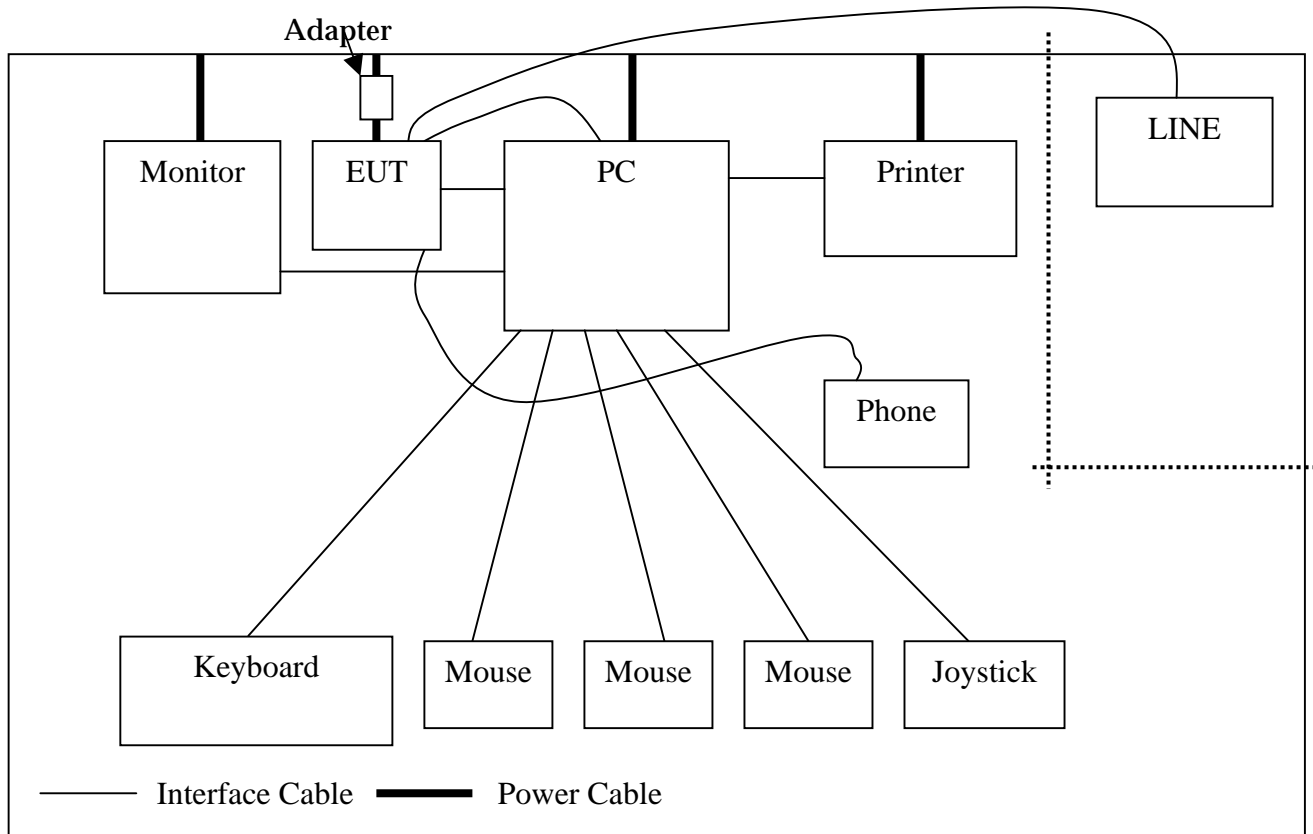 Adapter
LINE
Monitor
EUT
PC
Printer
Phone
Keyboard
Mouse
Mouse
Mouse
Joystick
Interface Cable
Power Cable